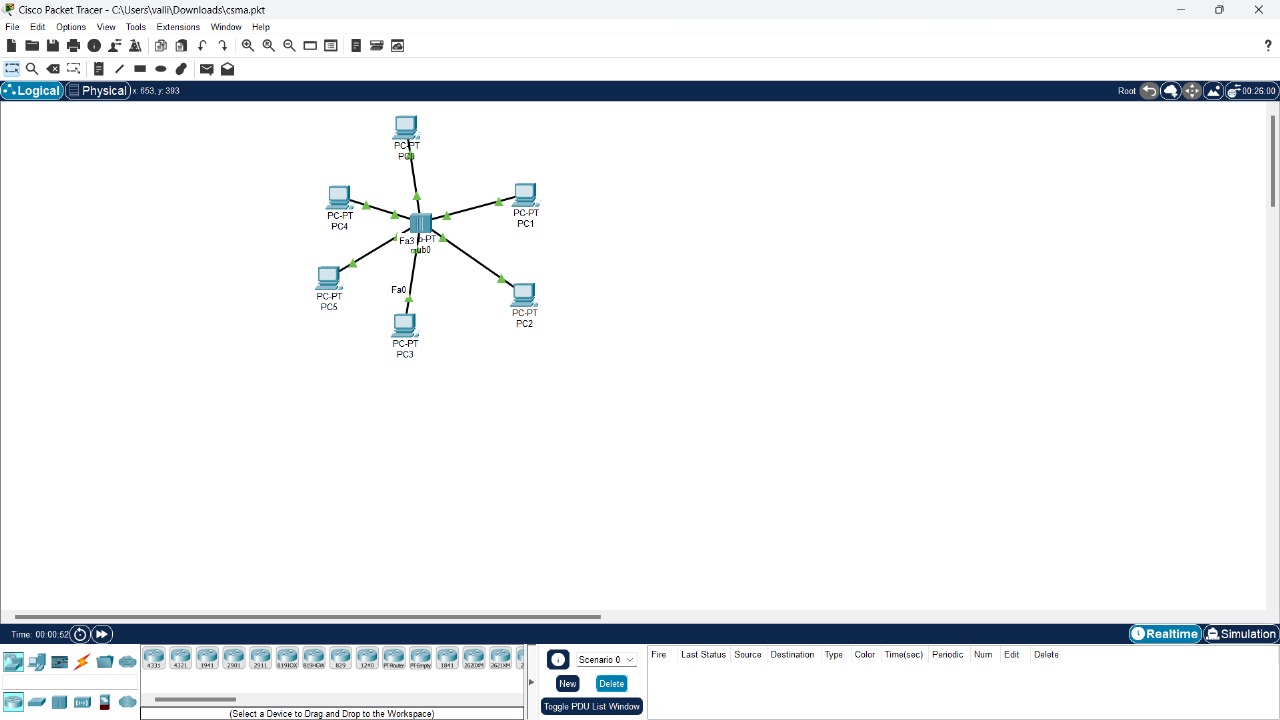 Cisco Packet Tracer - C:\Users\valli\Downloads\csma.pkt
File Edit Options View Tools Extensions Window Help
?
Logical Physical x: 653, y: 393 Root 00:26:00
PC-PT
PC0
PC-PT
PC4
PC-PT
PC1
Fa3 b-PT
ub0
PC-PT
PC5
Fa0
PC-PT
PC2
PC-PT
PC3
Time: 00:00:52 Realtime Simulation
4331 4321 1941 2901 2911 819IOX 819HGW 829 1240 PT-Router PT-Empty 1841 2620XM 2621XM
(Select a Device to Drag and Drop to the Workspace)
Scenario 0
New Delete
Toggle PDU List Window
Fire Last Status Source Destination Type Color Time(sec) Periodic Num Edit Delete